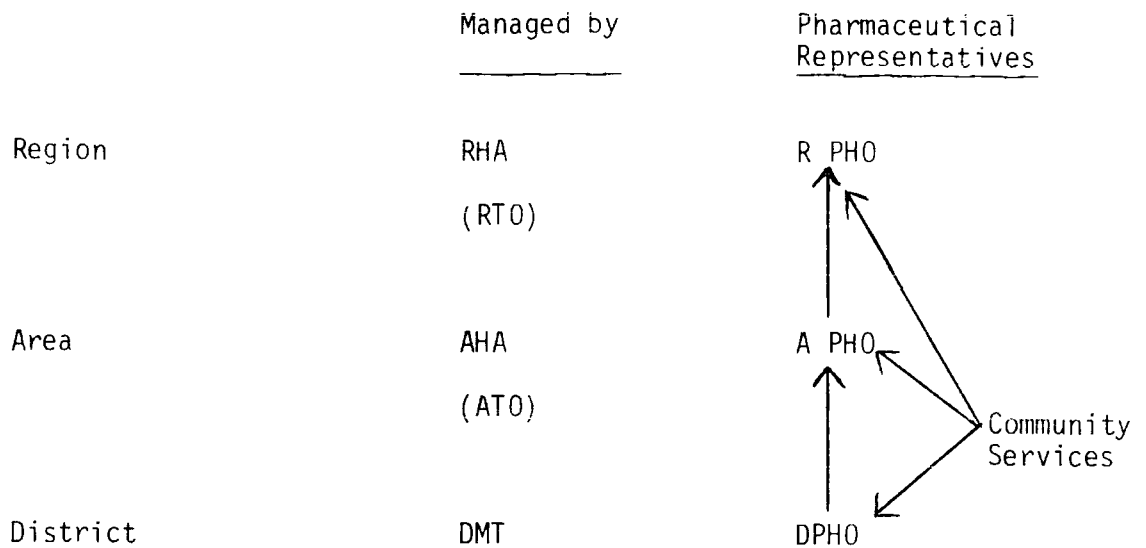 Managed by Pharmaceutical
Representatives
Region RHA R PHO
(RTO)
Area AHA A PHO
(ATO)
Community
Services
District DMT DPHO